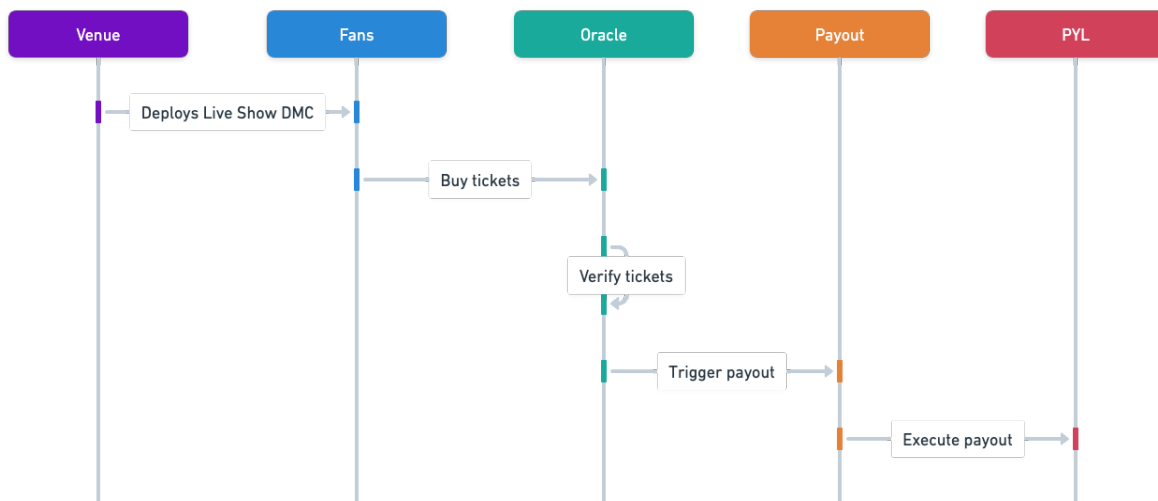 Venue
Fans
Oracle
Payout
PYL
Deploys Live Show DMC
Buy tickets
Verify tickets
Trigger payout
Execute payout